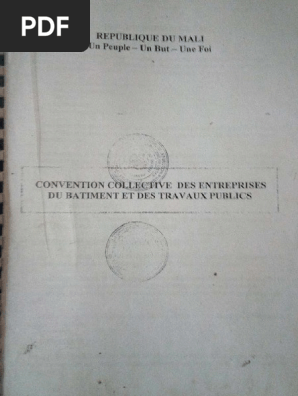 PDF
REPUBLIQUE DU MALI
Un Peuple – Un But – Une Foi
CONVENTION COLLECTIVE DES ENTREPRISES
DU BATIMENT ET DES TRAVAUX PUBLICS